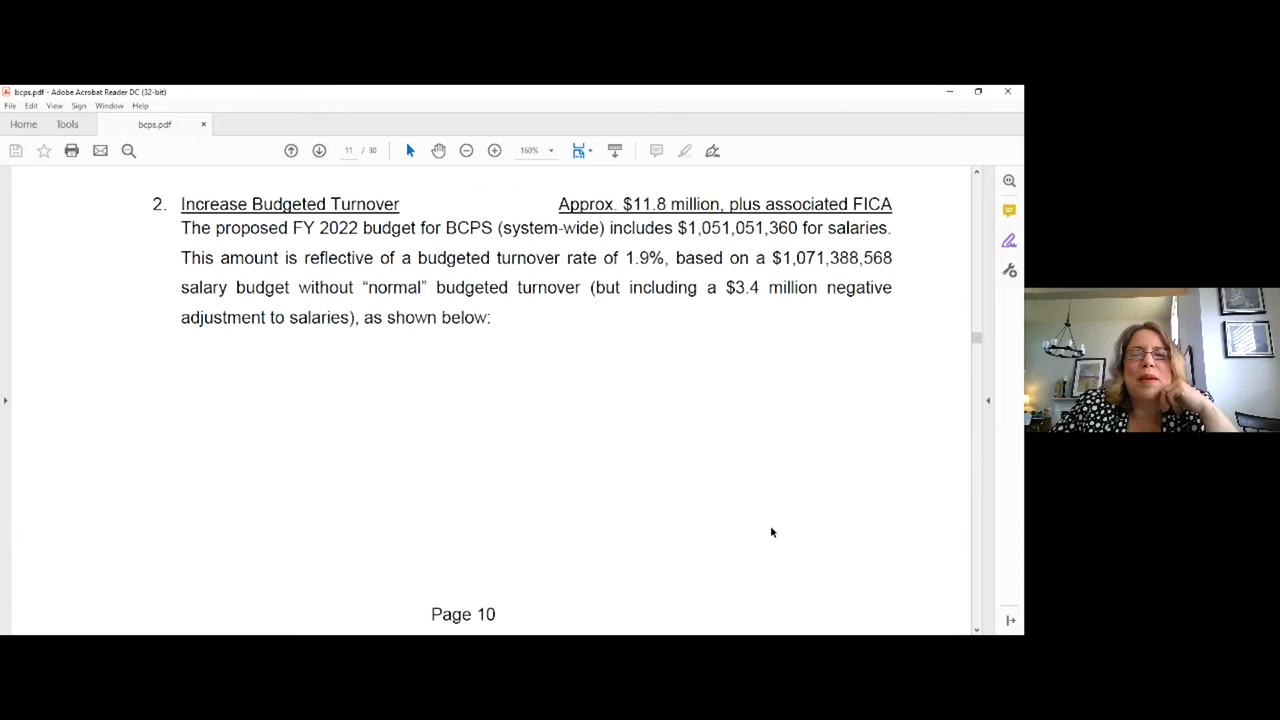 bcps.pdf - Adobe Acrobat Reader DC (32-bit)
File Edit View Sign Window Help
Home Tools bcps.pdf ×
11 / 30 160%
2. Increase Budgeted Turnover Approx. $11.8 million, plus associated FICA
The proposed FY 2022 budget for BCPS (system-wide) includes $1,051,051,360 for salaries.
This amount is reflective of a budgeted turnover rate of 1.9%, based on a $1,071,388,568
salary budget without “normal” budgeted turnover (but including a $3.4 million negative
adjustment to salaries), as shown below:
Page 10